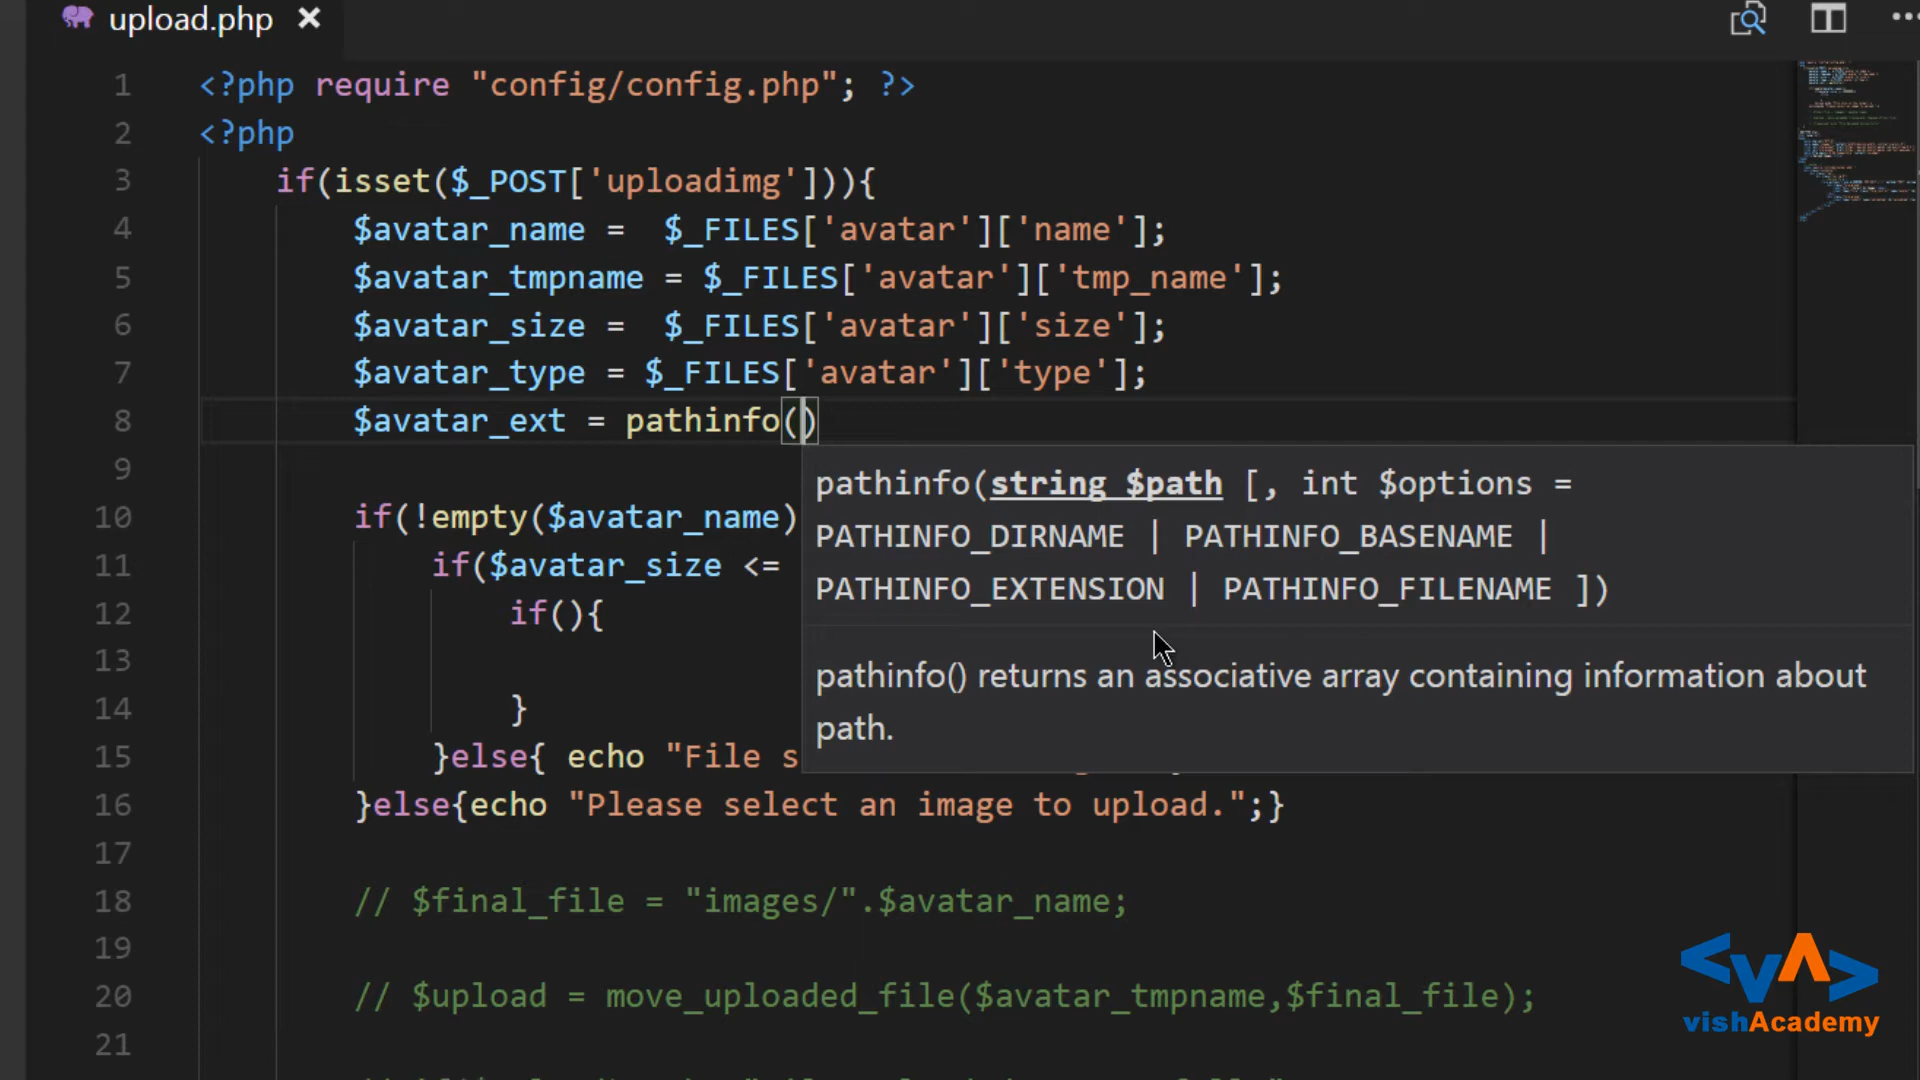 upload.php
1 <?php require "config/config.php"; ?>
2 <?php
3 if(isset($_POST['uploadimg'])){
4 $avatar_name = $_FILES['avatar']['name'];
5 $avatar_tmpname = $_FILES['avatar']['tmp_name'];
6 $avatar_size = $_FILES['avatar']['size'];
7 $avatar_type = $_FILES['avatar']['type'];
8 $avatar_ext = pathinfo()
9
pathinfo(string $path [, int $options =
PATHINFO_DIRNAME | PATHINFO_BASENAME |
PATHINFO_EXTENSION | PATHINFO_FILENAME ])
pathinfo() returns an associative array containing information about
path.
10 if(!empty($avatar_name)
11 if($avatar_size <=
12 if(){
13
14 }
15 }else{ echo "File s
16 }else{echo "Please select an image to upload.";}
17
18 // $final_file = "images/".$avatar_name;
19
20 // $upload = move_uploaded_file($avatar_tmpname,$final_file);
21
<VA>
vishAcademy